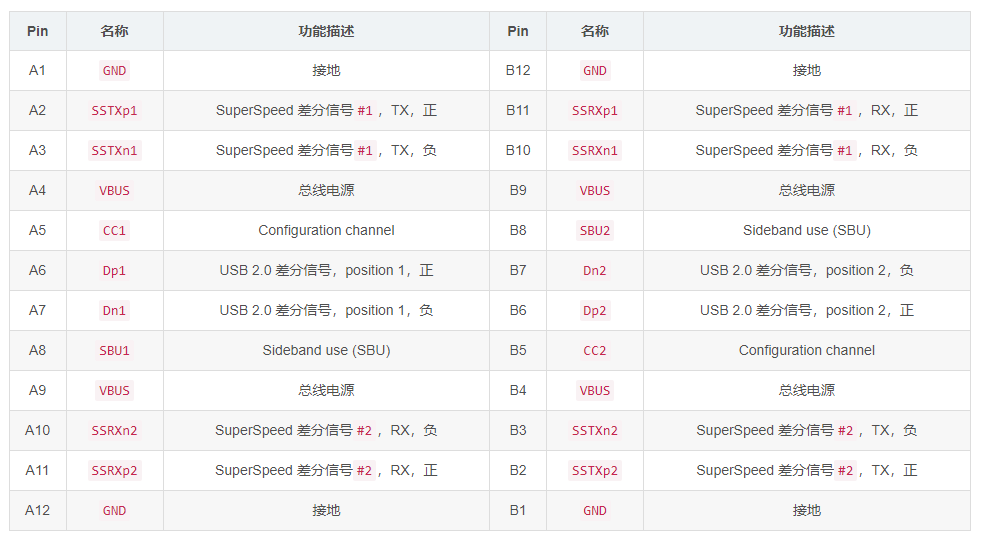 Pin 名称 功能描述 Pin 名称 功能描述
A1 GND 接地 B12 GND 接地
A2 SSTXp1 SuperSpeed 差分信号 #1 ，TX，正 B11 SSRXp1 SuperSpeed 差分信号 #1 ，RX，正
A3 SSTXn1 SuperSpeed 差分信号 #1 ，TX，负 B10 SSRXn1 SuperSpeed 差分信号 #1 ，RX，负
A4 VBUS 总线电源 B9 VBUS 总线电源
A5 CC1 Configuration channel B8 SBU2 Sideband use (SBU)
A6 Dp1 USB 2.0 差分信号，position 1，正 B7 Dn2 USB 2.0 差分信号，position 2，负
A7 Dn1 USB 2.0 差分信号，position 1，负 B6 Dp2 USB 2.0 差分信号，position 2，正
A8 SBU1 Sideband use (SBU) B5 CC2 Configuration channel
A9 VBUS 总线电源 B4 VBUS 总线电源
A10 SSRXn2 SuperSpeed 差分信号 #2 ，RX，负 B3 SSTXn2 SuperSpeed 差分信号 #2 ，TX，负
A11 SSRXp2 SuperSpeed 差分信号 #2 ，RX，正 B2 SSTXp2 SuperSpeed 差分信号 #2 ，TX，正
A12 GND 接地 B1 GND 接地